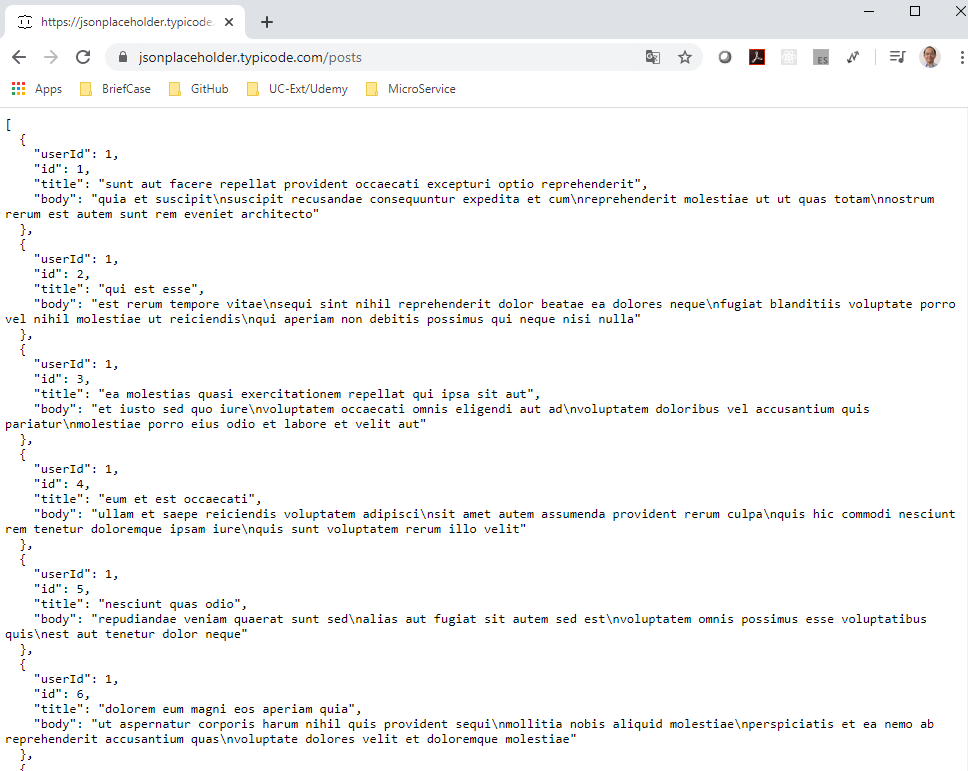 https://jsonplaceholder.typicode.
jsonplaceholder.typicode.com/posts
ES
Apps BriefCase GitHub UC-Ext/Udemy MicroService
[
  {
    "userId": 1,
    "id": 1,
    "title": "sunt aut facere repellat provident occaecati excepturi optio reprehenderit",
    "body": "quia et suscipit\nsuscipit recusandae consequuntur expedita et cum\nreprehenderit molestiae ut ut quas totam\nnostrum
rerum est autem sunt rem eveniet architecto"
  },
  {
    "userId": 1,
    "id": 2,
    "title": "qui est esse",
    "body": "est rerum tempore vitae\nsequi sint nihil reprehenderit dolor beatae ea dolores neque\nfugiat blanditiis voluptate porro
vel nihil molestiae ut reiciendis\nqui aperiam non debitis possimus qui neque nisi nulla"
  },
  {
    "userId": 1,
    "id": 3,
    "title": "ea molestias quasi exercitationem repellat qui ipsa sit aut",
    "body": "et iusto sed quo iure\nvoluptatem occaecati omnis eligendi aut ad\nvoluptatem doloribus vel accusantium quis
pariatur\nmolestiae porro eius odio et labore et velit aut"
  },
  {
    "userId": 1,
    "id": 4,
    "title": "eum et est occaecati",
    "body": "ullam et saepe reiciendis voluptatem adipisci\nsit amet autem assumenda provident rerum culpa\nquis hic commodi nesciunt
rem tenetur doloremque ipsam iure\nquis sunt voluptatem rerum illo velit"
  },
  {
    "userId": 1,
    "id": 5,
    "title": "nesciunt quas odio",
    "body": "repudiandae veniam quaerat sunt sed\nalias aut fugiat sit autem sed est\nvoluptatem omnis possimus esse voluptatibus
quis\nest aut tenetur dolor neque"
  },
  {
    "userId": 1,
    "id": 6,
    "title": "dolorem eum magni eos aperiam quia",
    "body": "ut aspernatur corporis harum nihil quis provident sequi\nmollitia nobis aliquid molestiae\nperspiciatis et ea nemo ab
reprehenderit accusantium quas\nvoluptate dolores velit et doloremque molestiae"
  },
  {